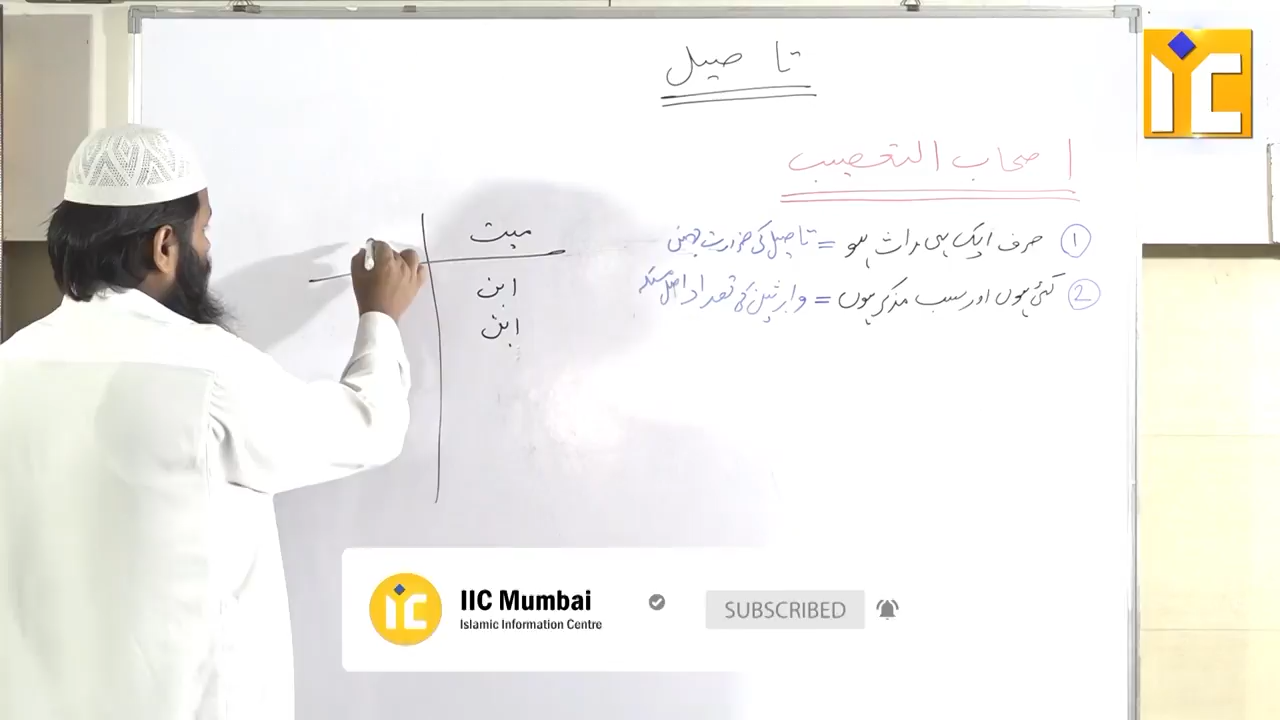 تاصیل
اصحاب التعصیب
① صرف ایک ہی وارث ہو = تاصیل کی ضرورت نہیں
② کئی ہوں اور سب مذکر ہوں = وارثین کی تعداد اصل مسئلہ
میت
ابن
ابن
IYC
IIC Mumbai
Islamic Information Centre
SUBSCRIBED